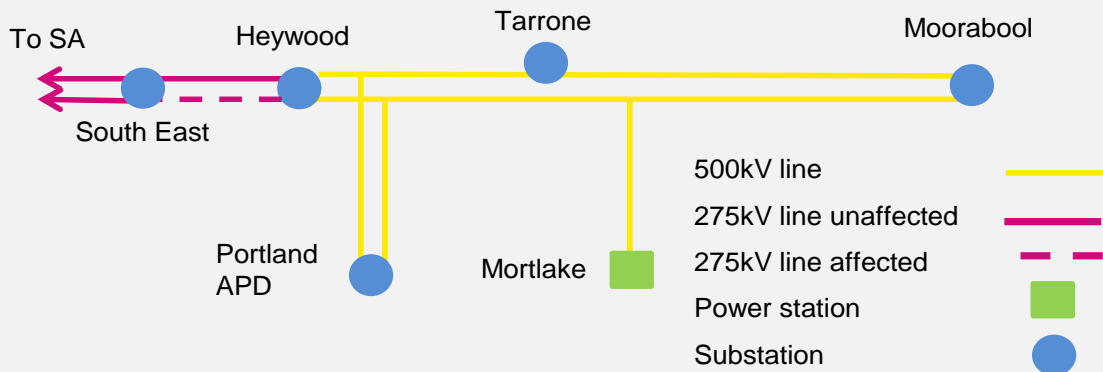 Tarrone
To SA
Heywood
Moorabool
South East
500kV line
275kV line unaffected
Portland
APD
Mortlake
275kV line affected
Power station
Substation